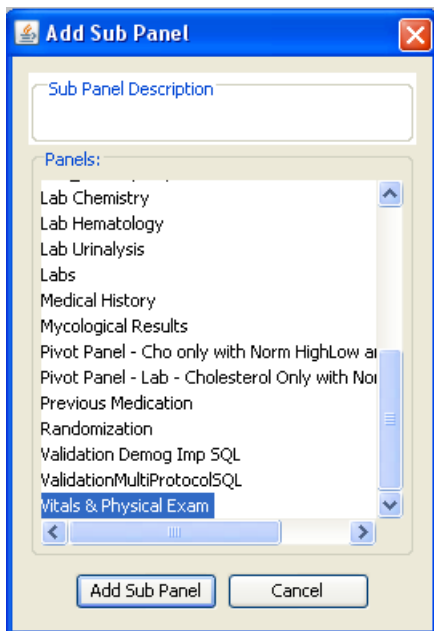 Add Sub Panel
Sub Panel Description
Panels:
Lab Chemistry
Lab Hematology
Lab Urinalysis
Labs
Medical History
Mycological Results
Pivot Panel - Cho only with Norm HighLow
Pivot Panel - Lab - Cholesterol Only with
Previous Medication
Randomization
Validation Demog Imp SQL
ValidationMultiProtocolSQL
Vitals & Physical Exam
Add Sub Panel
Cancel